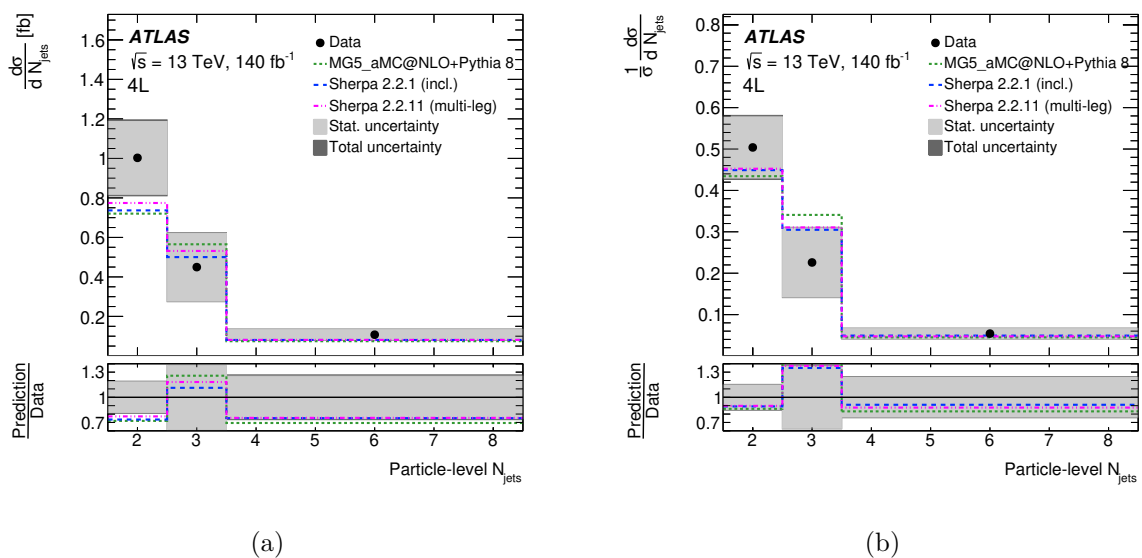 dσ
d N_jets [fb]
1.6
1.4
1.2
1
0.8
0.6
0.4
0.2
ATLAS
√s = 13 TeV, 140 fb⁻¹
4L
Data
MG5_aMC@NLO+Pythia 8
Sherpa 2.2.1 (incl.)
Sherpa 2.2.11 (multi-leg)
Stat. uncertainty
Total uncertainty
Prediction
Data
1.3
1
0.7
2 3 4 5 6 7 8
Particle-level N_jets
(a)
1 dσ
σ d N_jets
0.8
0.7
0.6
0.5
0.4
0.3
0.2
0.1
ATLAS
√s = 13 TeV, 140 fb⁻¹
4L
Data
MG5_aMC@NLO+Pythia 8
Sherpa 2.2.1 (incl.)
Sherpa 2.2.11 (multi-leg)
Stat. uncertainty
Total uncertainty
Prediction
Data
1.3
1
0.7
2 3 4 5 6 7 8
Particle-level N_jets
(b)